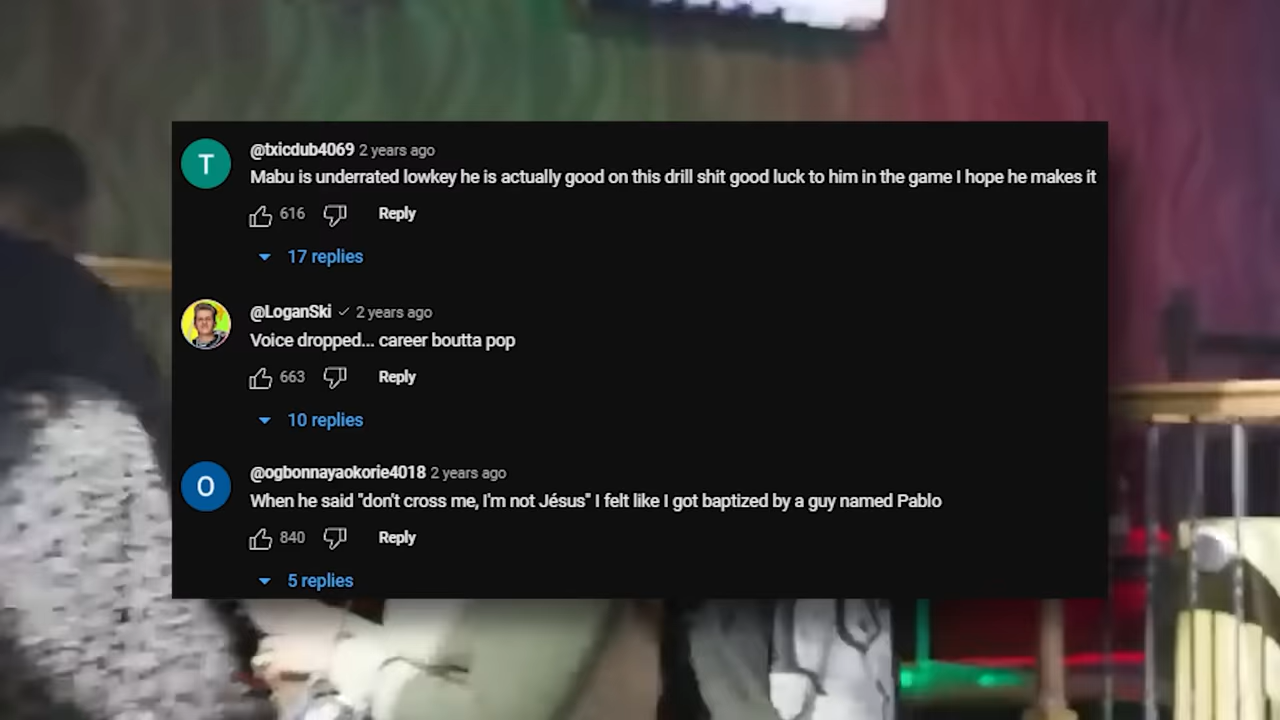 T
@txicdub4069 2 years ago
Mabu is underrated lowkey he is actually good on this drill shit good luck to him in the game I hope he makes it
616 Reply
17 replies
@LoganSki 2 years ago
Voice dropped... career boutta pop
663 Reply
10 replies
O
@ogbonnayaokorie4018 2 years ago
When he said "don't cross me, I'm not Jésus" I felt like I got baptized by a guy named Pablo
840 Reply
5 replies